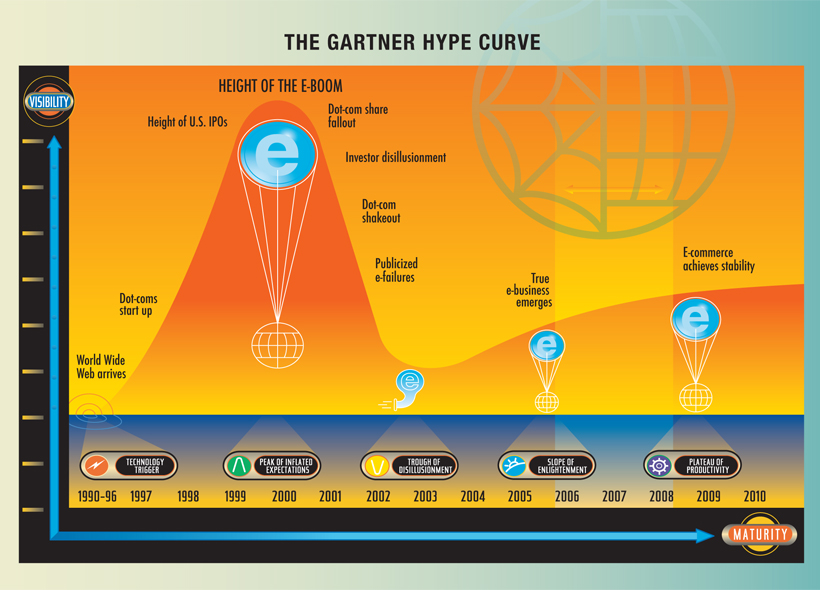 THE GARTNER HYPE CURVE
VISIBILITY
HEIGHT OF THE E-BOOM
Height of U.S. IPOs
Dot-com share
fallout
e
Investor disillusionment
Dot-com
shakeout
Publicized
e-failures
E-commerce
achieves stability
True
e-business
emerges
Dot-coms
start up
e
e
World Wide
Web arrives
e
TECHNOLOGY
TRIGGER
PEAK OF INFLATED
EXPECTATIONS
TROUGH OF
DISILLUSIONMENT
SLOPE OF
ENLIGHTENMENT
PLATEAU OF
PRODUCTIVITY
1990-96 1997 1998 1999 2000 2001 2002 2003 2004 2005 2006 2007 2008 2009 2010
MATURITY